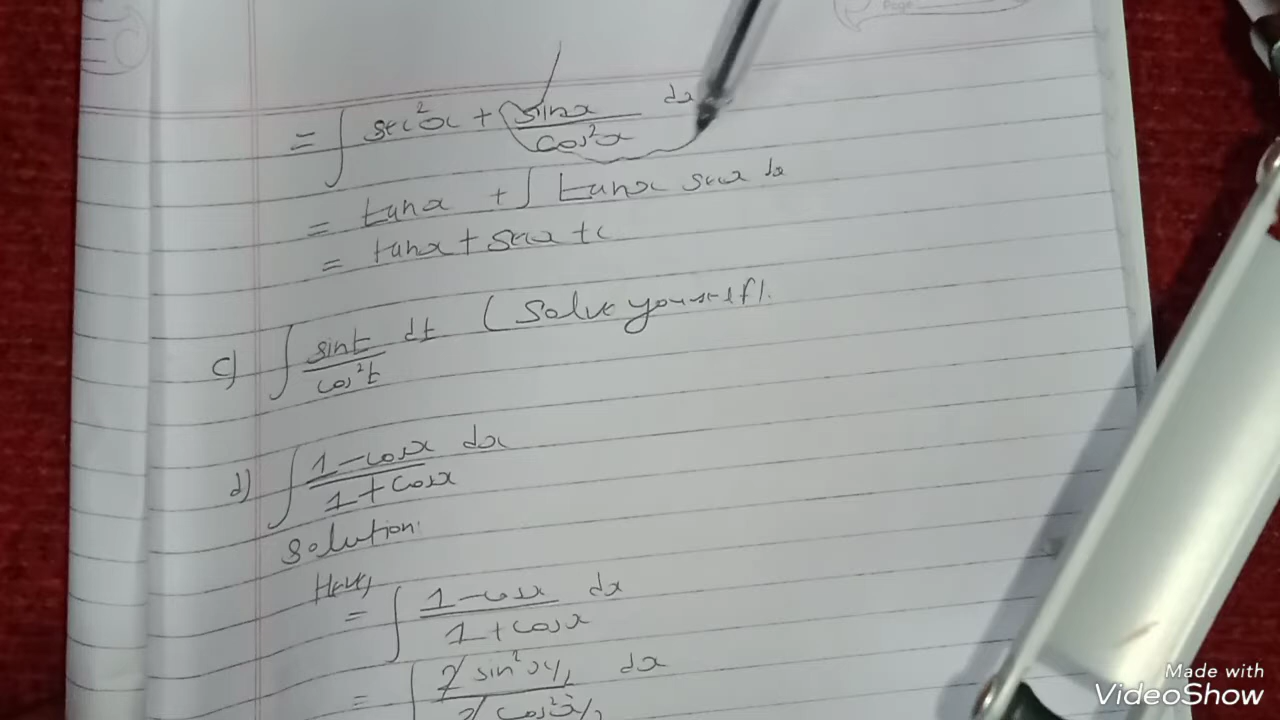 Page
= ∫ sec²x + sinx/cos²x dx
= tanx + ∫ tanx secx dx
= tanx + secx + c
c) ∫ sint/cos²t dt (Solve yourself).
d) ∫ 1-cosx/1+cosx dx
Solution:
Here,
= ∫ 1-cosx/1+cosx dx
= ∫ 2 sin²x/2 / 2 cos²x/2 dx
Made with
VideoShow